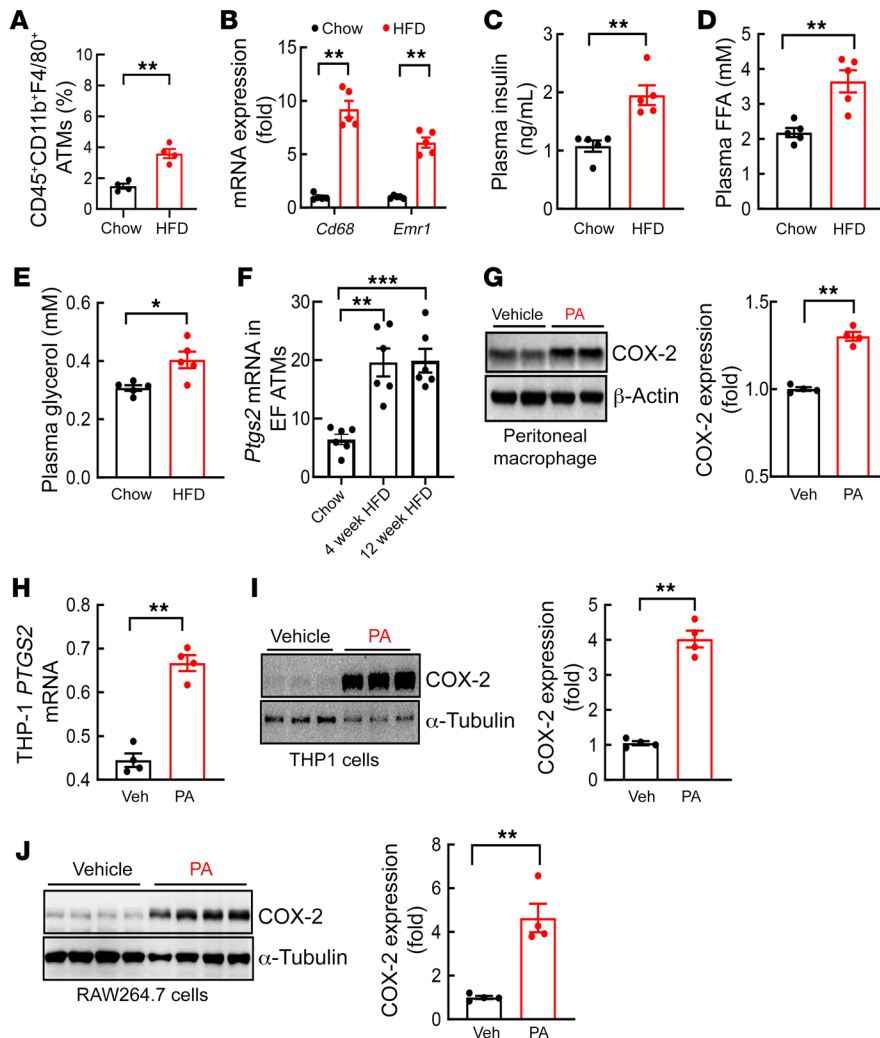 A
CD45⁺CD11b⁺F4/80⁺
ATMs (%)
12
10
8
6
4
2
0
**
Chow
HFD
B
Chow
HFD
mRNA expression
(fold)
15
10
5
0
**
**
Cd68
Emr1
C
Plasma insulin
(ng/mL)
3
2
1
0
**
Chow
HFD
D
Plasma FFA (mM)
5
4
3
2
1
0
**
Chow
HFD
E
Plasma glycerol (mM)
0.6
0.4
0.2
0.0
*
Chow
HFD
F
Ptgs2 mRNA in
EF ATMs
30
20
10
0
***
**
Chow
4 week HFD
12 week HFD
G
Vehicle
PA
COX-2
β-Actin
Peritoneal
macrophage
COX-2 expression
(fold)
1.5
1.0
0.5
**
Veh
PA
H
THP-1 PTGS2
mRNA
0.8
0.7
0.6
0.5
0.4
**
Veh
PA
I
Vehicle
PA
COX-2
α-Tubulin
THP1 cells
COX-2 expression
(fold)
5
4
3
2
1
0
**
Veh
PA
J
Vehicle
PA
COX-2
α-Tubulin
RAW264.7 cells
COX-2 expression
(fold)
8
6
4
2
0
**
Veh
PA